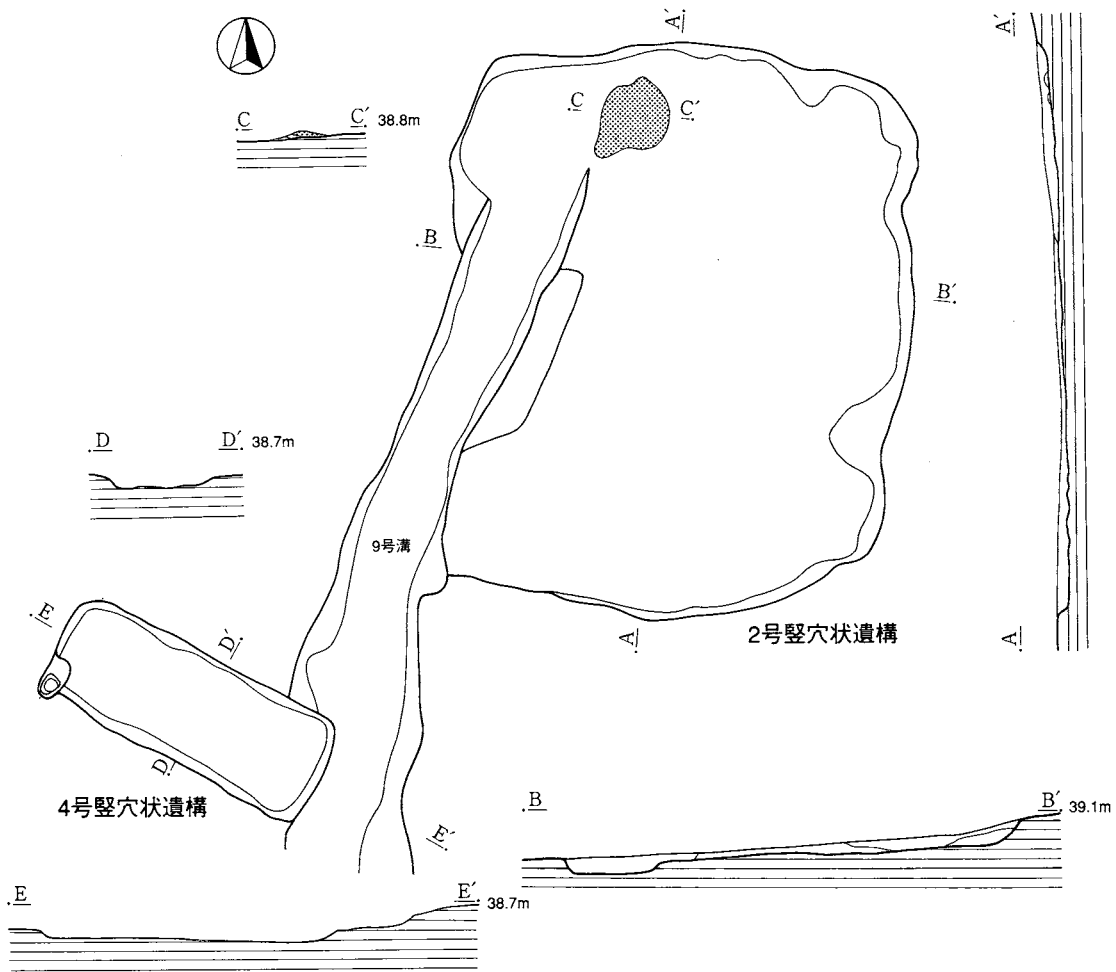 A′
A′
C
C′ 38.8m
C
C′
B
B′
D
D′ 38.7m
9号溝
E
D′
A
2号竪穴状遺構
A
D
4号竪穴状遺構
B
B′ 39.1m
E′
E
E′ 38.7m